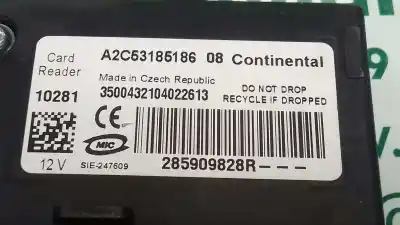 Card Reader
A2C53185186 08 Continental
Made in Czech Republic
10281
3500432104022613
DO NOT DROP
RECYCLE IF DROPPED
CE
MIC
12 V
SIE-247609
285909828R---